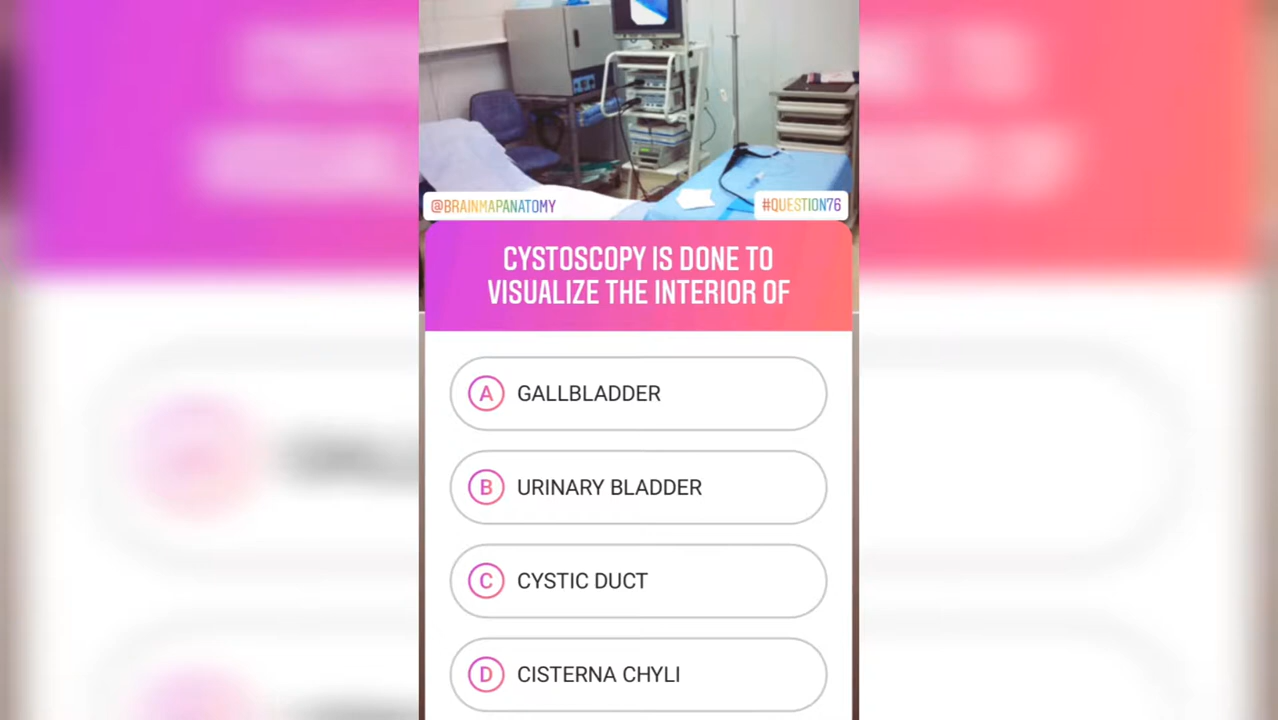 @BRAINMAPANATOMY
#QUESTION76
CYSTOSCOPY IS DONE TO
VISUALIZE THE INTERIOR OF
A GALLBLADDER
B URINARY BLADDER
C CYSTIC DUCT
D CISTERNA CHYLI